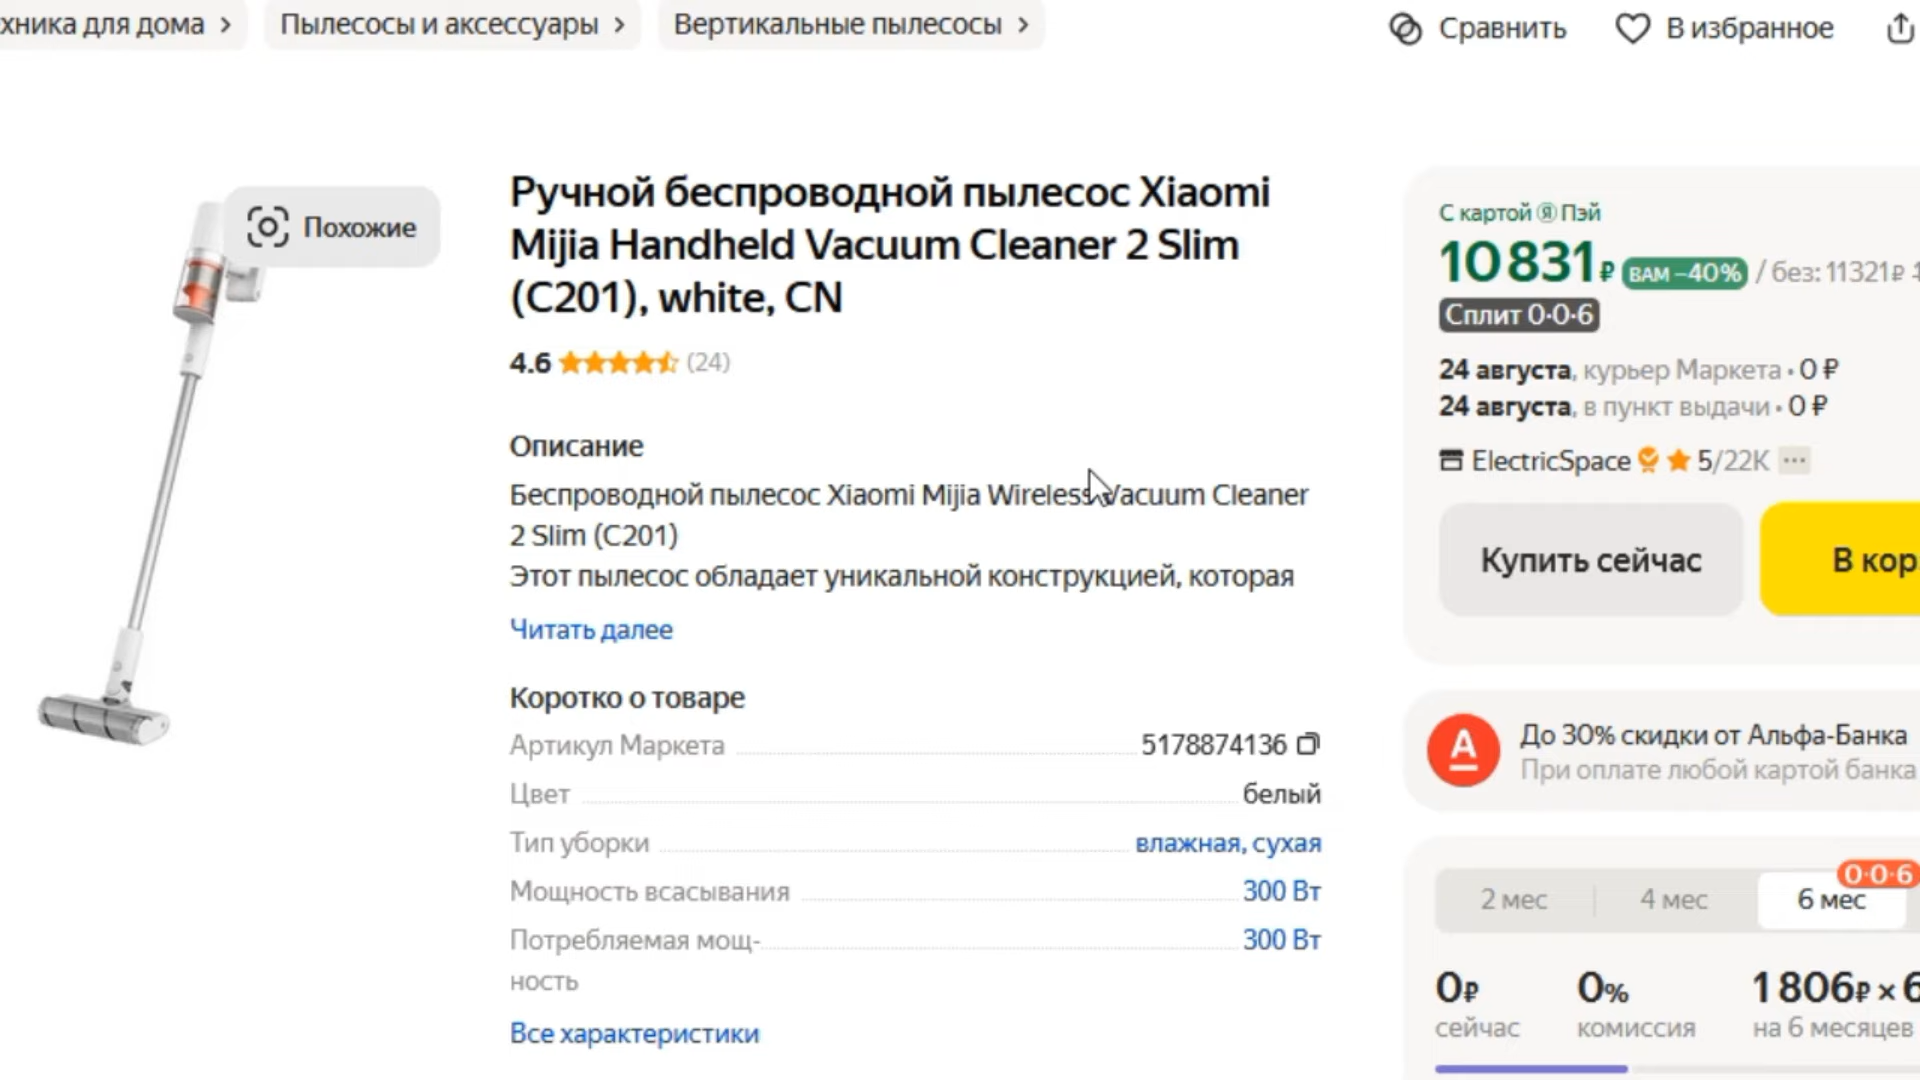 хника для дома
Пылесосы и аксессуары
Вертикальные пылесосы
Сравнить
В избранное
Похожие
Ручной беспроводной пылесос Xiaomi
Mijia Handheld Vacuum Cleaner 2 Slim
(C201), white, CN
4.6 (24)
Описание
Беспроводной пылесос Xiaomi Mijia Wireless Vacuum Cleaner
2 Slim (C201)
Этот пылесос обладает уникальной конструкцией, которая
Читать далее
Коротко о товаре
Артикул Маркета 5178874136
Цвет белый
Тип уборки влажная, сухая
Мощность всасывания 300 Вт
Потребляемая мощ- 300 Вт
ность
Все характеристики
С картой Я Пэй
10 831 ₽ ВАМ –40% / без: 11321₽
Сплит 0·0·6
24 августа, курьер Маркета • 0 ₽
24 августа, в пункт выдачи • 0 ₽
ElectricSpace 5/22K ···
Купить сейчас
В кор
А
До 30% скидки от Альфа-Банка
При оплате любой картой банка
0·0·6
2 мес 4 мес 6 мес
0₽ 0% 1 806₽ × 6
сейчас комиссия на 6 месяцев